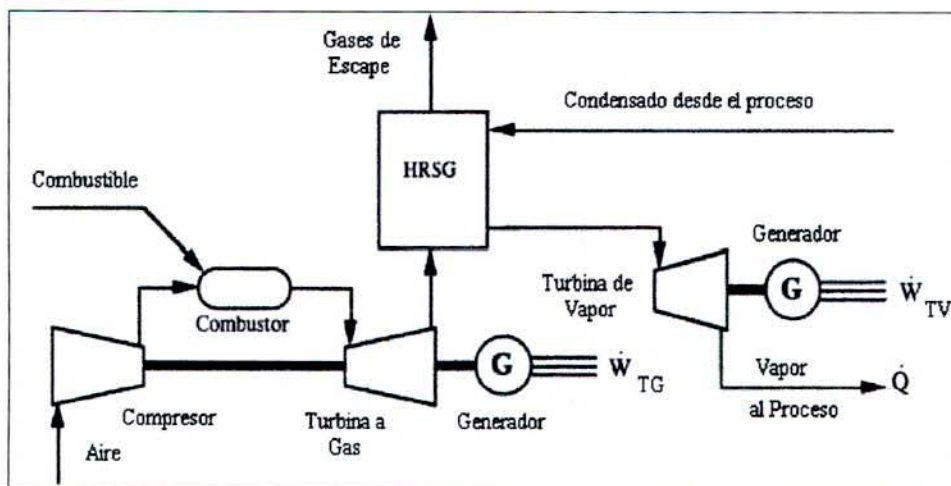 Gases de
Escape
Condensado desde el proceso
HRSG
Combustible
Generador
Combustor
Turbina de
Vapor
G
Ẇ
TV
G
Ẇ
TG
Vapor
Q̇
al Proceso
Compresor
Turbina a
Gas
Generador
Aire